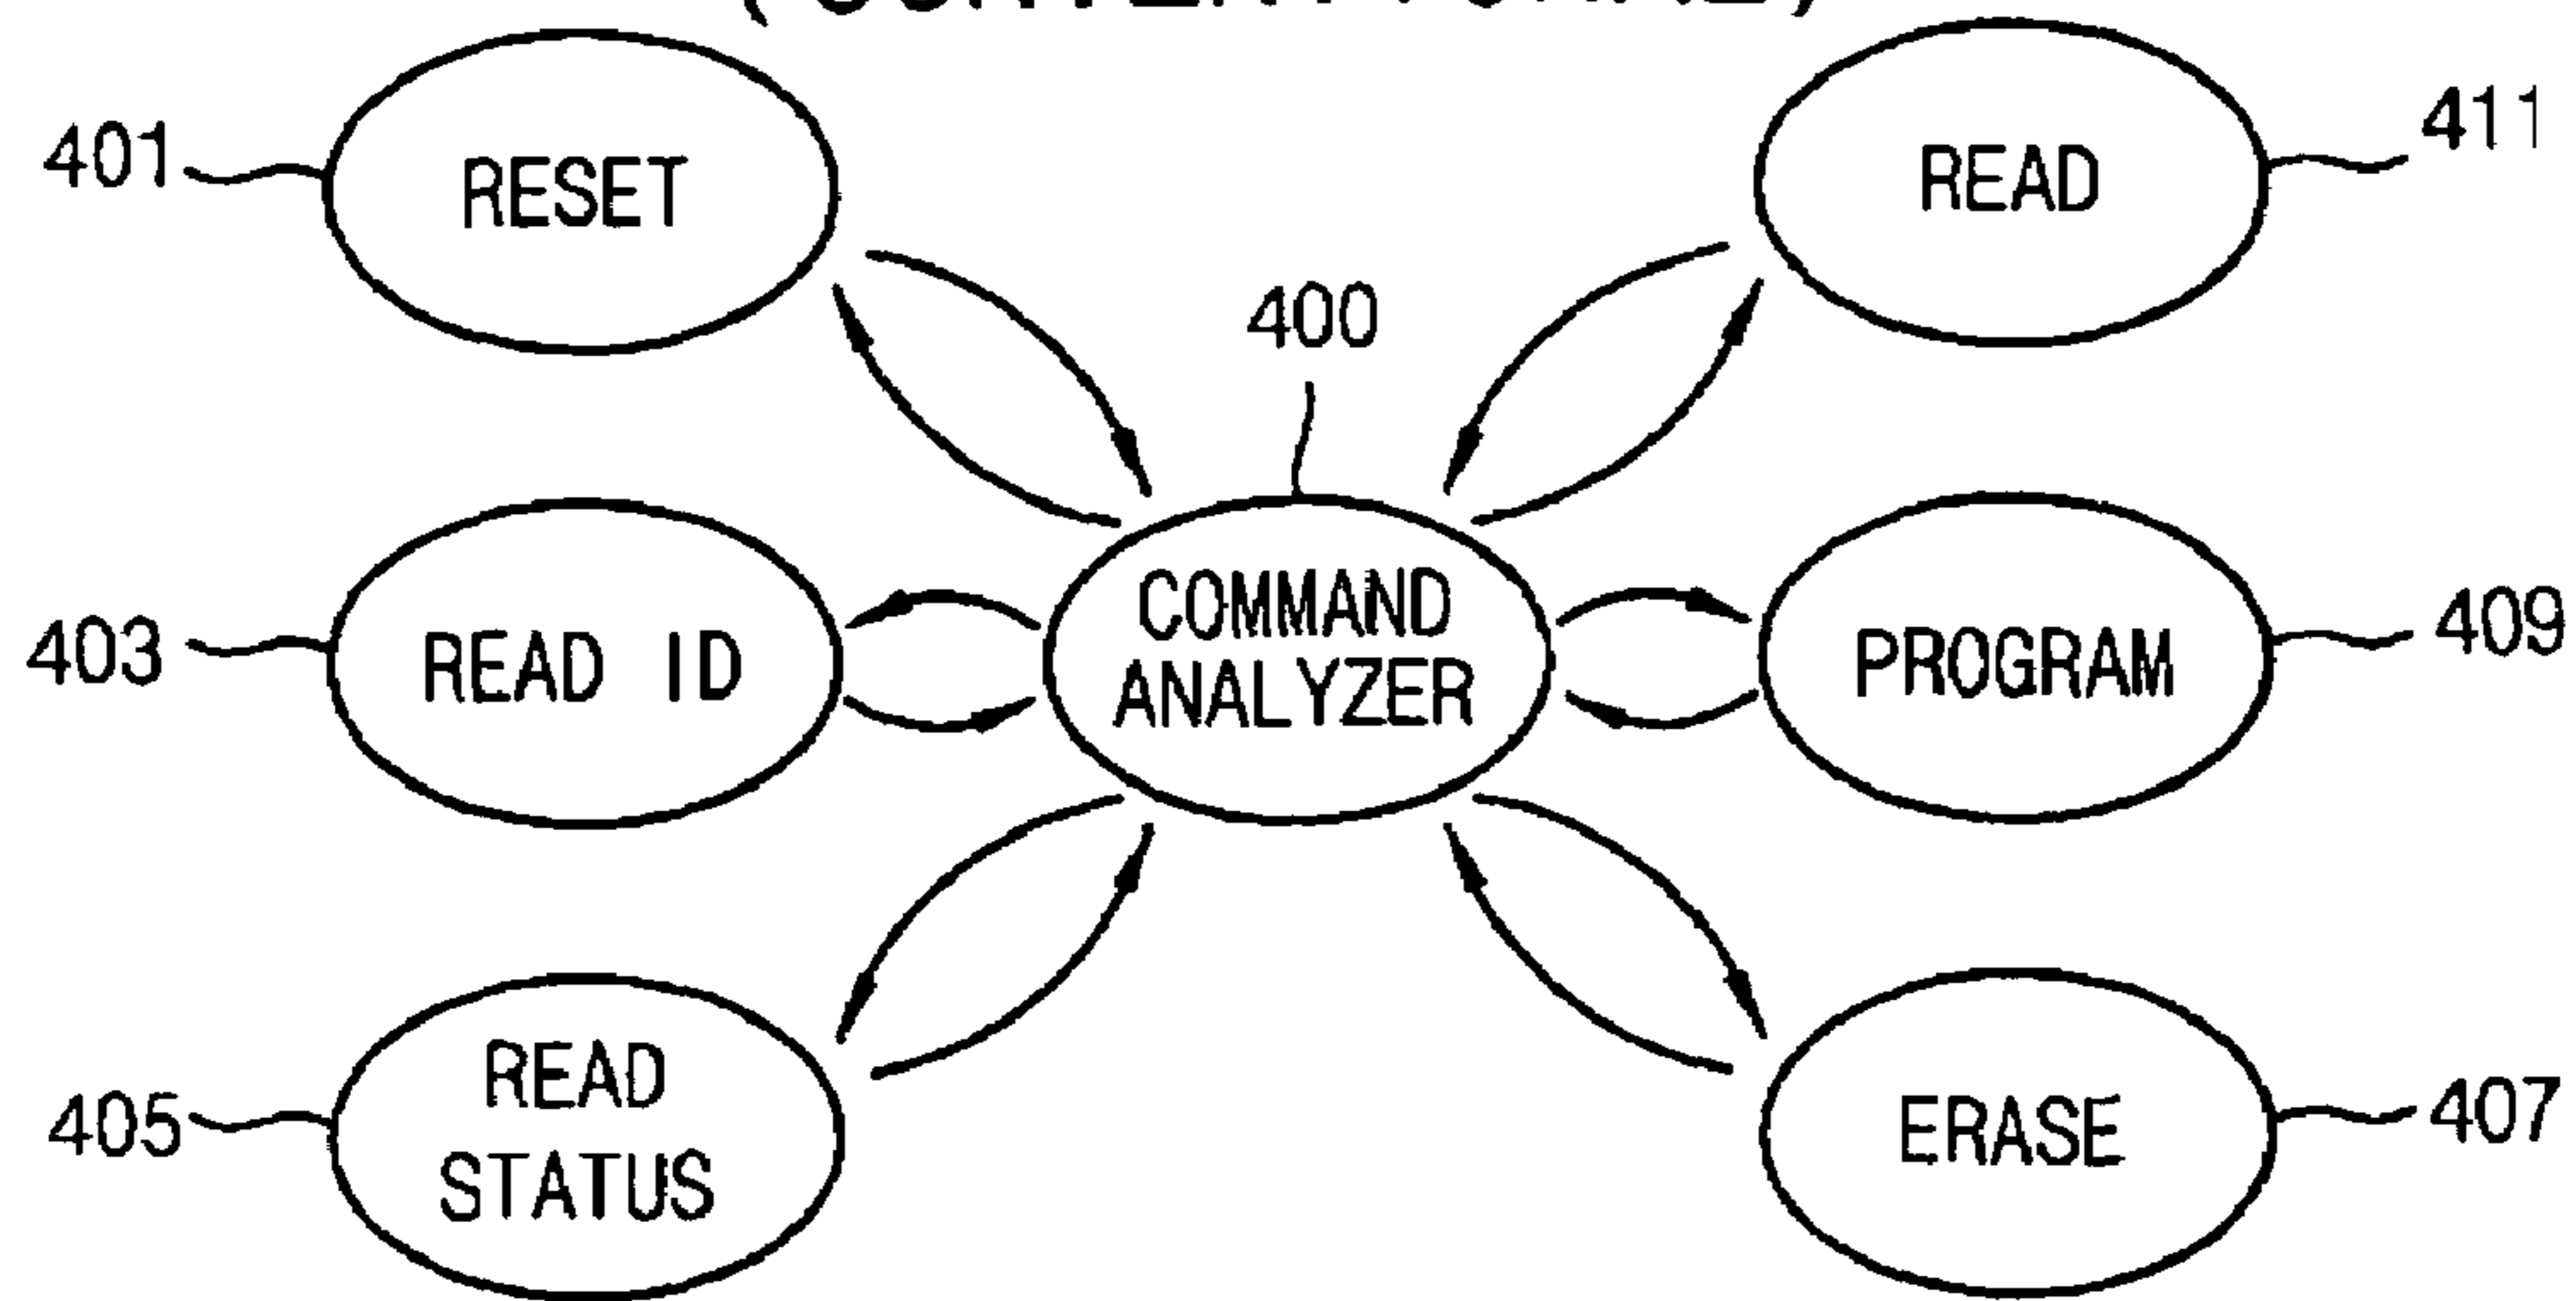 401
RESET
READ
411
400
403
READ ID
COMMAND
ANALYZER
PROGRAM
409
405
READ
STATUS
ERASE
407